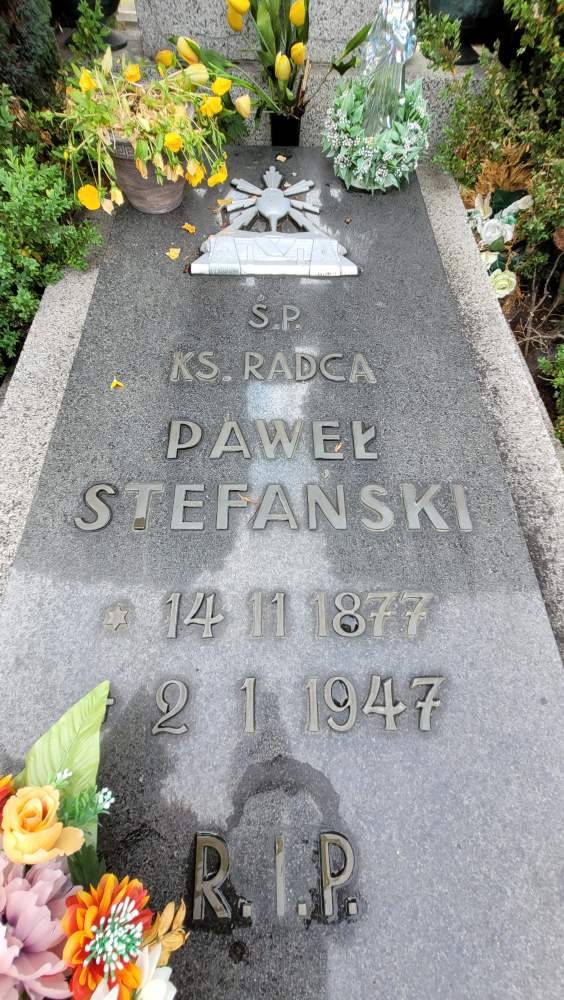 Ś.P.
KS. RADCA
PAWEŁ
STEFAŃSKI
* 14 11 1877
2 1 1947
R.I.P.